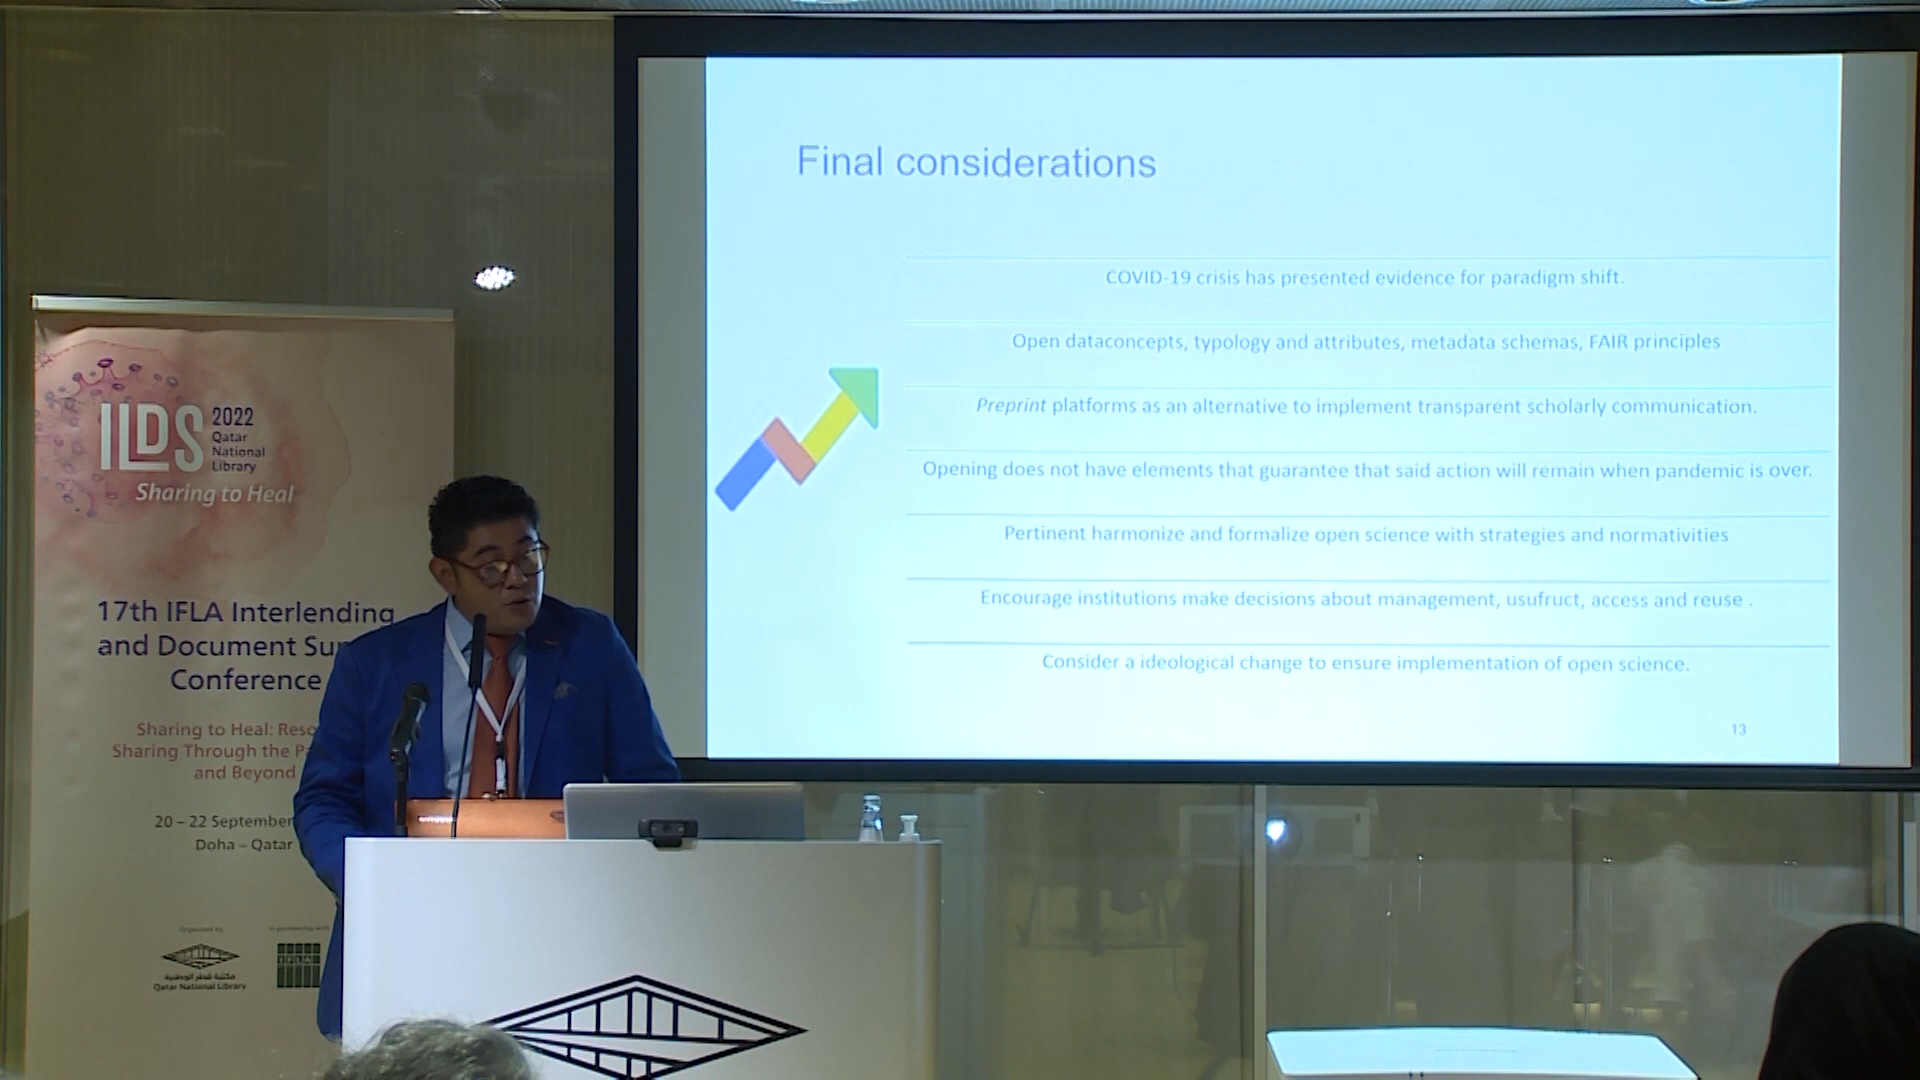 Final considerations
COVID-19 crisis has presented evidence for paradigm shift.
Open dataconcepts, typology and attributes, metadata schemas, FAIR principles
Preprint platforms as an alternative to implement transparent scholarly communication.
Opening does not have elements that guarantee that said action will remain when pandemic is over.
Pertinent harmonize and formalize open science with strategies and normativities
Encourage institutions make decisions about management, usufruct, access and reuse .
Consider a ideological change to ensure implementation of open science.
13
ILDS
2022
Qatar
National
Library
Sharing to Heal
17th IFLA Interlending
and Document Su
Conference
Sharing to Heal: Reso
Sharing Through the Pa
and Beyond
20 – 22 September
Doha – Qatar
Organized by
In partnership with
مكتبة قطر الوطنية
Qatar National Library
IFLA